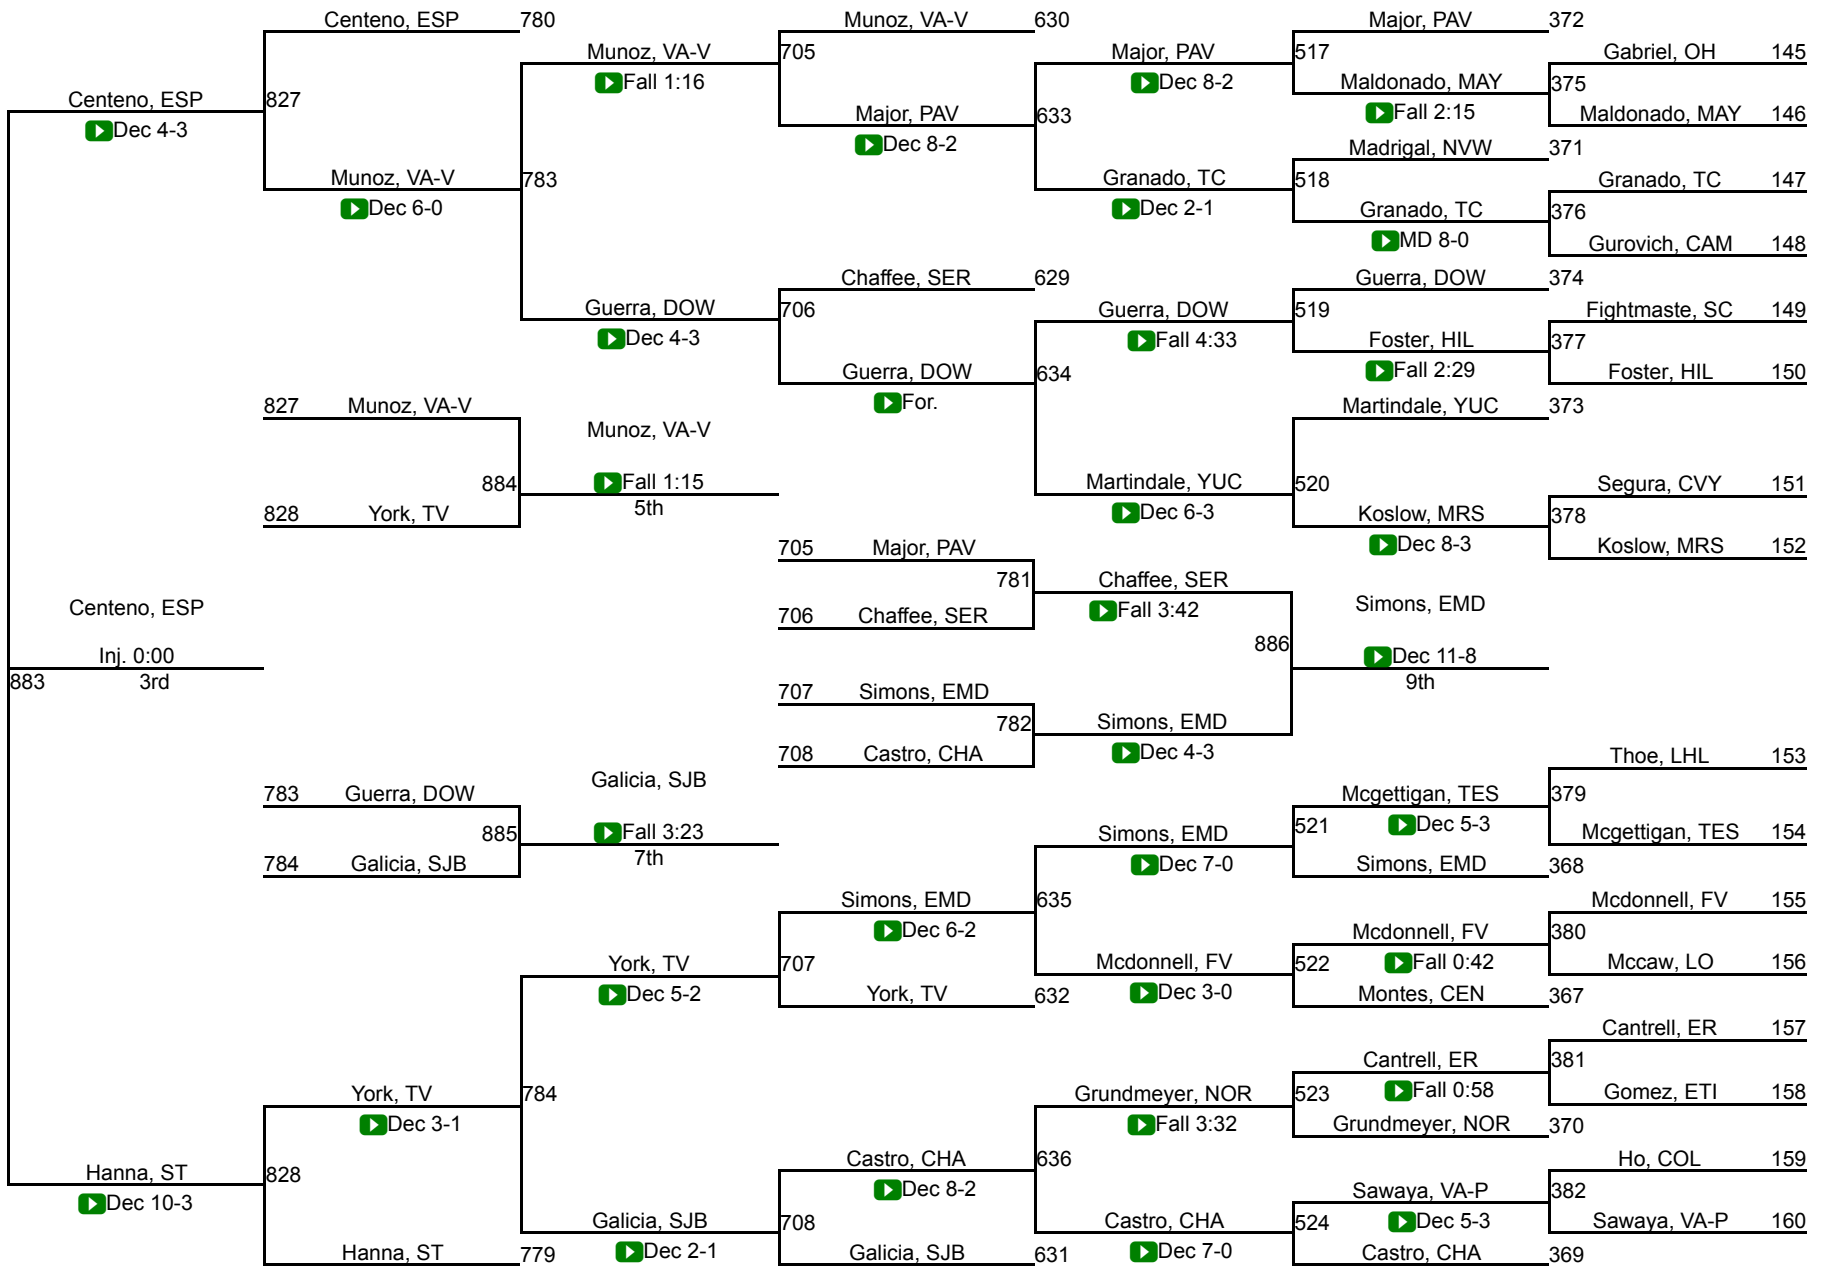 Centeno, ESP 780 Munoz, VA-V 630 Major, PAV 372
Munoz, VA-V 705 Major, PAV 517 Gabriel, OH 145
Fall 1:16 Dec 8-2 Maldonado, MAY 375
Centeno, ESP 827 Major, PAV 633 Fall 2:15 Maldonado, MAY 146
Dec 4-3 Dec 8-2 Madrigal, NVW 371
Munoz, VA-V 783 Granado, TC 518 Granado, TC 147
Dec 6-0 Dec 2-1 Granado, TC 376
MD 8-0 Gurovich, CAM 148
Chaffee, SER 629 Guerra, DOW 374
Guerra, DOW 706 Guerra, DOW 519 Fightmaste, SC 149
Dec 4-3 Fall 4:33 Foster, HIL 377
Guerra, DOW 634 Fall 2:29 Foster, HIL 150
827 Munoz, VA-V For. Martindale, YUC 373
Munoz, VA-V
884 Fall 1:15 Martindale, YUC 520 Segura, CVY 151
5th
828 York, TV Dec 6-3 Koslow, MRS 378
705 Major, PAV Dec 8-3 Koslow, MRS 152
781 Chaffee, SER
Centeno, ESP 706 Chaffee, SER Fall 3:42 Simons, EMD
Inj. 0:00 886 Dec 11-8
883 3rd 9th
707 Simons, EMD
782 Simons, EMD
708 Castro, CHA Dec 4-3 Thoe, LHL 153
Galicia, SJB
783 Guerra, DOW Mcgettigan, TES 379
885 Fall 3:23 Simons, EMD 521 Dec 5-3 Mcgettigan, TES 154
7th
784 Galicia, SJB Dec 7-0 Simons, EMD 368
Simons, EMD 635 Mcdonnell, FV 155
Dec 6-2 Mcdonnell, FV 380
York, TV 707 Mcdonnell, FV 522 Fall 0:42 Mccaw, LO 156
Dec 5-2 York, TV 632 Dec 3-0 Montes, CEN 367
Cantrell, ER 157
Cantrell, ER 381
York, TV 784 Grundmeyer, NOR 523 Fall 0:58 Gomez, ETI 158
Dec 3-1 Fall 3:32 Grundmeyer, NOR 370
Hanna, ST 828 Castro, CHA 636 Ho, COL 159
Dec 10-3 Dec 8-2 Sawaya, VA-P 382
Galicia, SJB 708 Castro, CHA 524 Dec 5-3 Sawaya, VA-P 160
Hanna, ST 779 Dec 2-1 Galicia, SJB 631 Dec 7-0 Castro, CHA 369